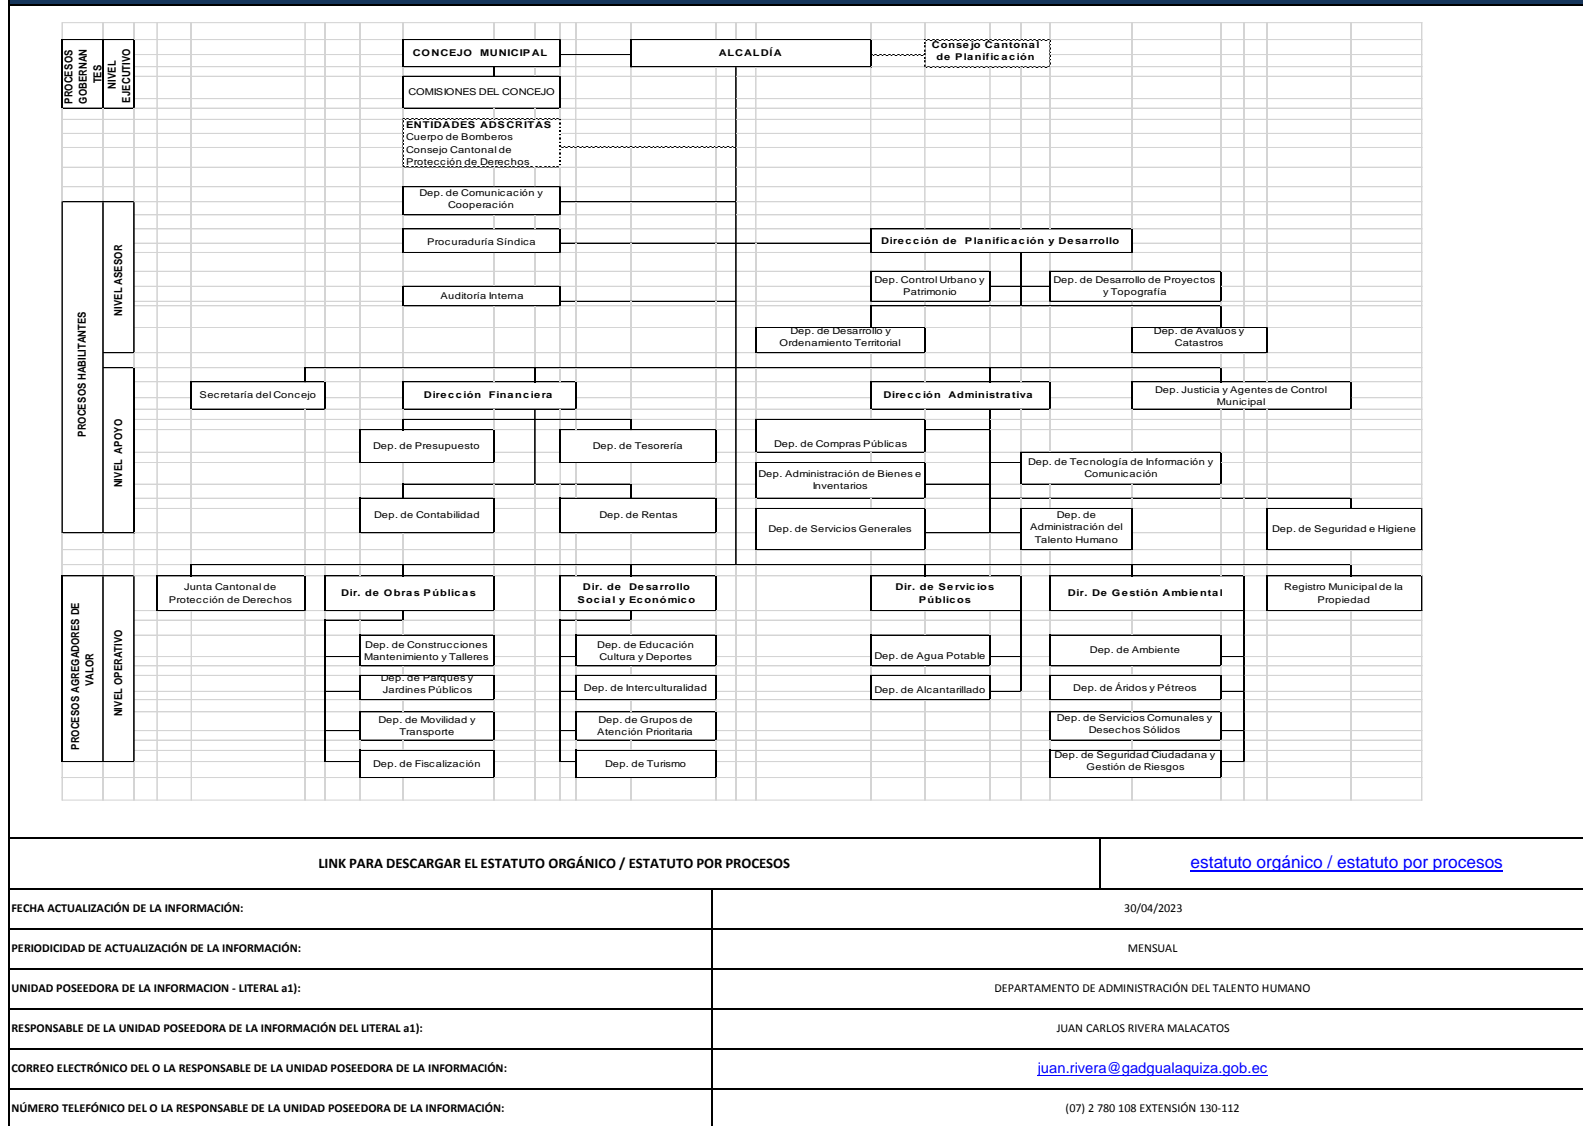 PROCESOS
GOBERNAN
TES
NIVEL
EJECUTIVO
CONCEJO MUNICIPAL
ALCALDÍA
Consejo Cantonal
de Planificación
COMISIONES DEL CONCEJO
ENTIDADES ADSCRITAS
Cuerpo de Bomberos
Consejo Cantonal de
Protección de Derechos
PROCESOS HABILITANTES
NIVEL ASESOR
Dep. de Comunicación y
Cooperación
Procuraduría Síndica
Dirección de Planificación y Desarrollo
Auditoría Interna
Dep. Control Urbano y
Patrimonio
Dep. de Desarrollo de Proyectos
y Topografía
Dep. de Desarrollo y
Ordenamiento Territorial
Dep. de Avalúos y
Catastros
NIVEL APOYO
Secretaría del Concejo
Dirección Financiera
Dirección Administrativa
Dep. Justicia y Agentes de Control
Municipal
Dep. de Presupuesto
Dep. de Tesorería
Dep. de Compras Públicas
Dep. de Tecnología de Información y
Comunicación
Dep. Administración de Bienes e
Inventarios
Dep. de Contabilidad
Dep. de Rentas
Dep. de Servicios Generales
Dep. de
Administración del
Talento Humano
Dep. de Seguridad e Higiene
PROCESOS AGREGADORES DE
VALOR
NIVEL OPERATIVO
Junta Cantonal de
Protección de Derechos
Dir. de Obras Públicas
Dir. de Desarrollo
Social y Económico
Dir. de Servicios
Públicos
Dir. De Gestión Ambiental
Registro Municipal de la
Propiedad
Dep. de Construcciones
Mantenimiento y Talleres
Dep. de Educación
Cultura y Deportes
Dep. de Agua Potable
Dep. de Ambiente
Dep. de Parques y
Jardines Públicos
Dep. de Interculturalidad
Dep. de Alcantarillado
Dep. de Áridos y Pétreos
Dep. de Movilidad y
Transporte
Dep. de Grupos de
Atención Prioritaria
Dep. de Servicios Comunales y
Desechos Sólidos
Dep. de Fiscalización
Dep. de Turismo
Dep. de Seguridad Ciudadana y
Gestión de Riesgos
LINK PARA DESCARGAR EL ESTATUTO ORGÁNICO / ESTATUTO POR PROCESOS
estatuto orgánico / estatuto por procesos
FECHA ACTUALIZACIÓN DE LA INFORMACIÓN:
30/04/2023
PERIODICIDAD DE ACTUALIZACIÓN DE LA INFORMACIÓN:
MENSUAL
UNIDAD POSEEDORA DE LA INFORMACION - LITERAL a1):
DEPARTAMENTO DE ADMINISTRACIÓN DEL TALENTO HUMANO
RESPONSABLE DE LA UNIDAD POSEEDORA DE LA INFORMACIÓN DEL LITERAL a1):
JUAN CARLOS RIVERA MALACATOS
CORREO ELECTRÓNICO DEL O LA RESPONSABLE DE LA UNIDAD POSEEDORA DE LA INFORMACIÓN:
juan.rivera@gadgualaquiza.gob.ec
NÚMERO TELEFÓNICO DEL O LA RESPONSABLE DE LA UNIDAD POSEEDORA DE LA INFORMACIÓN:
(07) 2 780 108 EXTENSIÓN 130-112